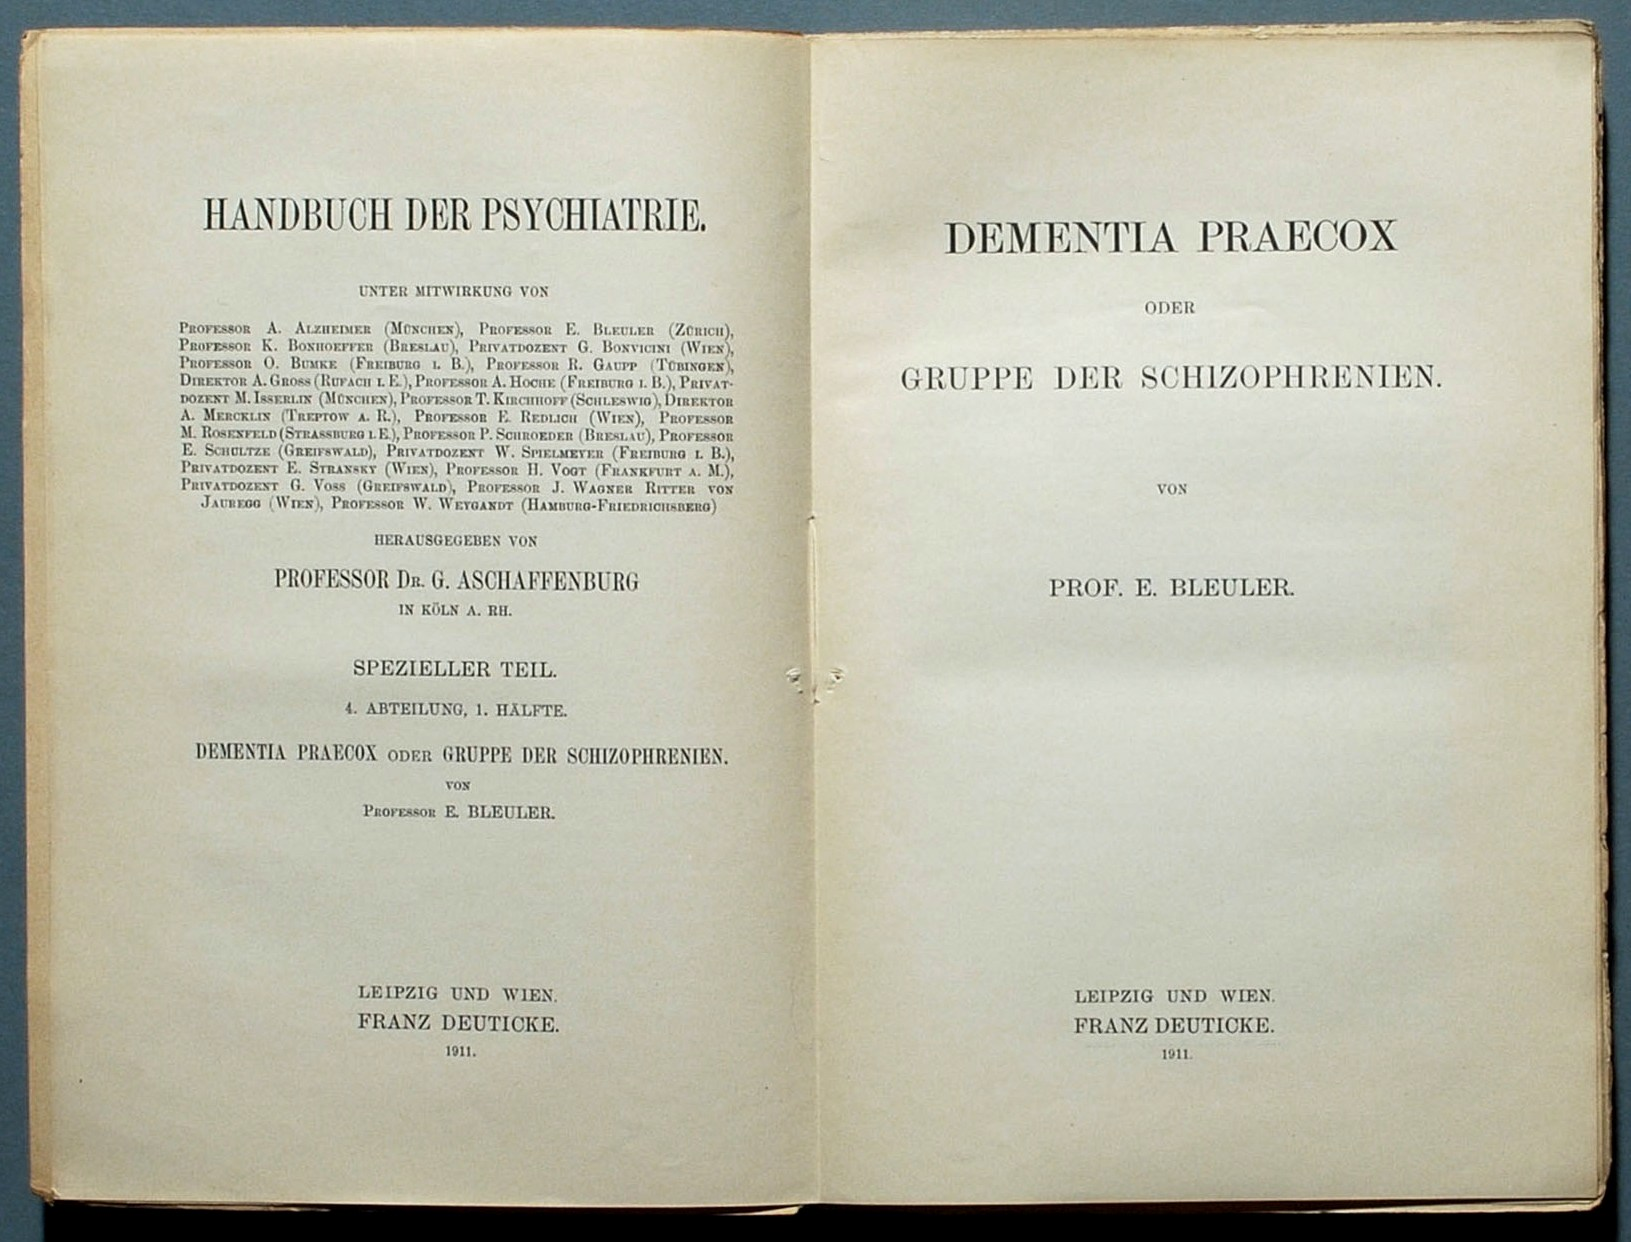 HANDBUCH DER PSYCHIATRIE.
UNTER MITWIRKUNG VON
PROFESSOR A. ALZHEIMER (MÜNCHEN), PROFESSOR E. BLEULER (ZÜRICH),
PROFESSOR K. BONHOEFFER (BRESLAU), PRIVATDOZENT G. BONVICINI (WIEN),
PROFESSOR O. BUMKE (FREIBURG I. B.), PROFESSOR R. GAUPP (TÜBINGEN),
DIREKTOR A. GROSS (RUFACH I. E.), PROFESSOR A. HOCHE (FREIBURG I. B.), PRIVAT-
DOZENT M. ISSERLIN (MÜNCHEN), PROFESSOR T. KIRCHHOFF (SCHLESWIG), DIREKTOR
A. MERCKLIN (TREPTOW A. R.), PROFESSOR E. REDLICH (WIEN), PROFESSOR
M. ROSENFELD (STRASSBURG I. E.), PROFESSOR P. SCHROEDER (BRESLAU), PROFESSOR
E. SCHULTZE (GREIFSWALD), PRIVATDOZENT W. SPIELMEYER (FREIBURG I. B.),
PRIVATDOZENT E. STRANSKY (WIEN), PROFESSOR H. VOGT (FRANKFURT A. M.),
PRIVATDOZENT G. VOSS (GREIFSWALD), PROFESSOR J. WAGNER RITTER VON
JAUREGG (WIEN), PROFESSOR W. WEYGANDT (HAMBURG-FRIEDRICHSBERG)
HERAUSGEGEBEN VON
PROFESSOR DR. G. ASCHAFFENBURG
IN KÖLN A. RH.
SPEZIELLER TEIL.
4. ABTEILUNG, 1. HÄLFTE.
DEMENTIA PRAECOX ODER GRUPPE DER SCHIZOPHRENIEN.
VON
PROFESSOR E. BLEULER.
LEIPZIG UND WIEN.
FRANZ DEUTICKE.
1911.
DEMENTIA PRAECOX
ODER
GRUPPE DER SCHIZOPHRENIEN.
VON
PROF. E. BLEULER.
LEIPZIG UND WIEN.
FRANZ DEUTICKE.
1911.